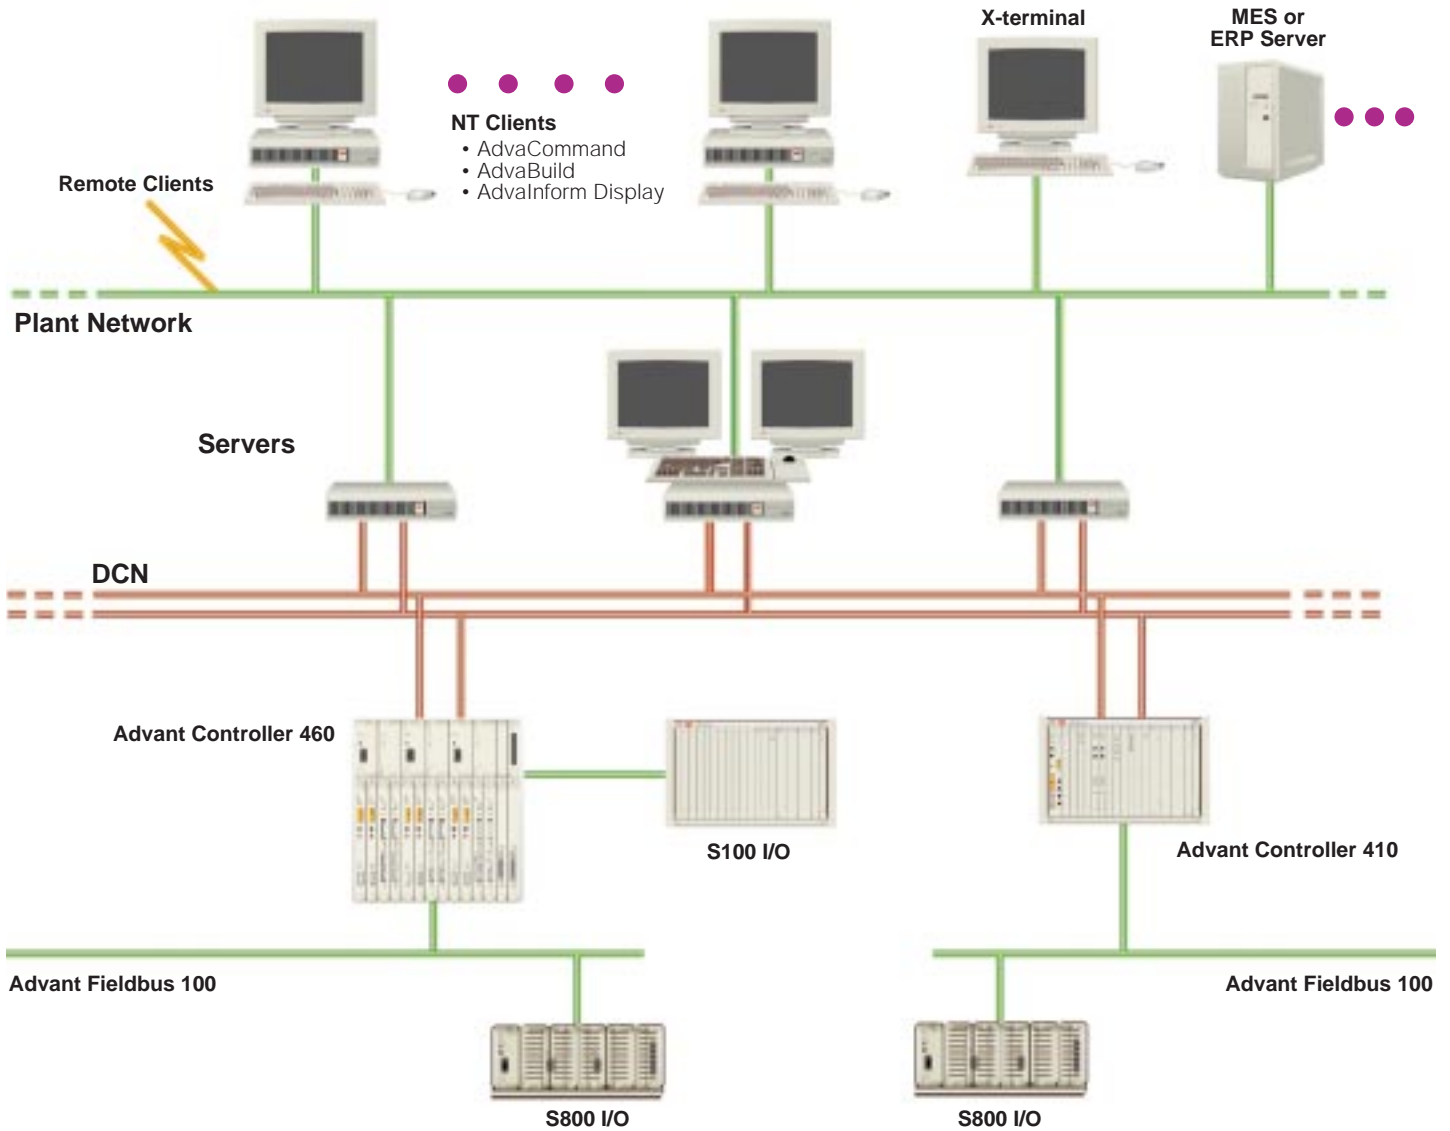 X-terminal
MES or
ERP Server
NT Clients
• AdvaCommand
• AdvaBuild
• AdvaInform Display
Remote Clients
Plant Network
Servers
DCN
Advant Controller 460
S100 I/O
Advant Controller 410
Advant Fieldbus 100
Advant Fieldbus 100
S800 I/O
S800 I/O